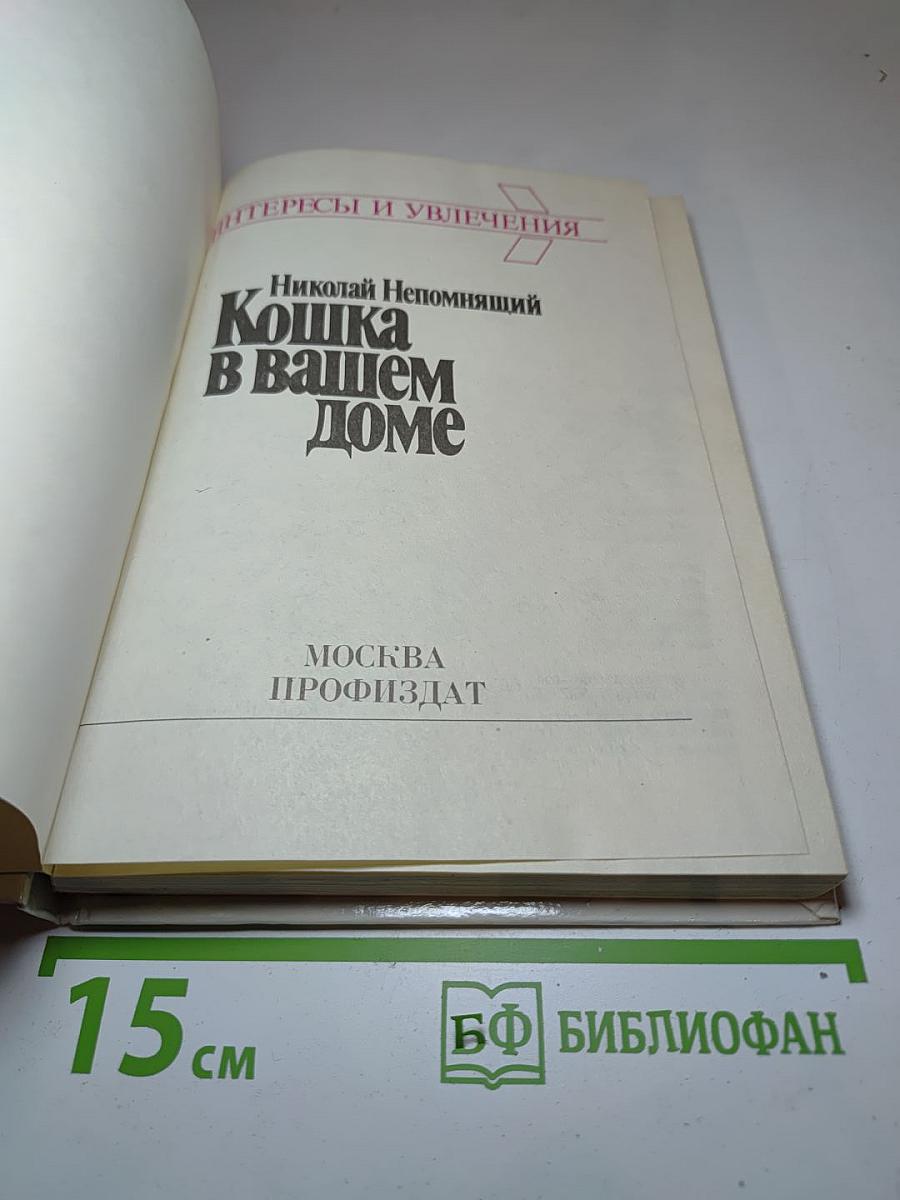 ИНТЕРЕСЫ И УВЛЕЧЕНИЯ
Николай Непомнящий
Кошка
в вашем
доме
МОСКВА
ПРОФИЗДАТ
15 см
БФ БИБЛИОФАН